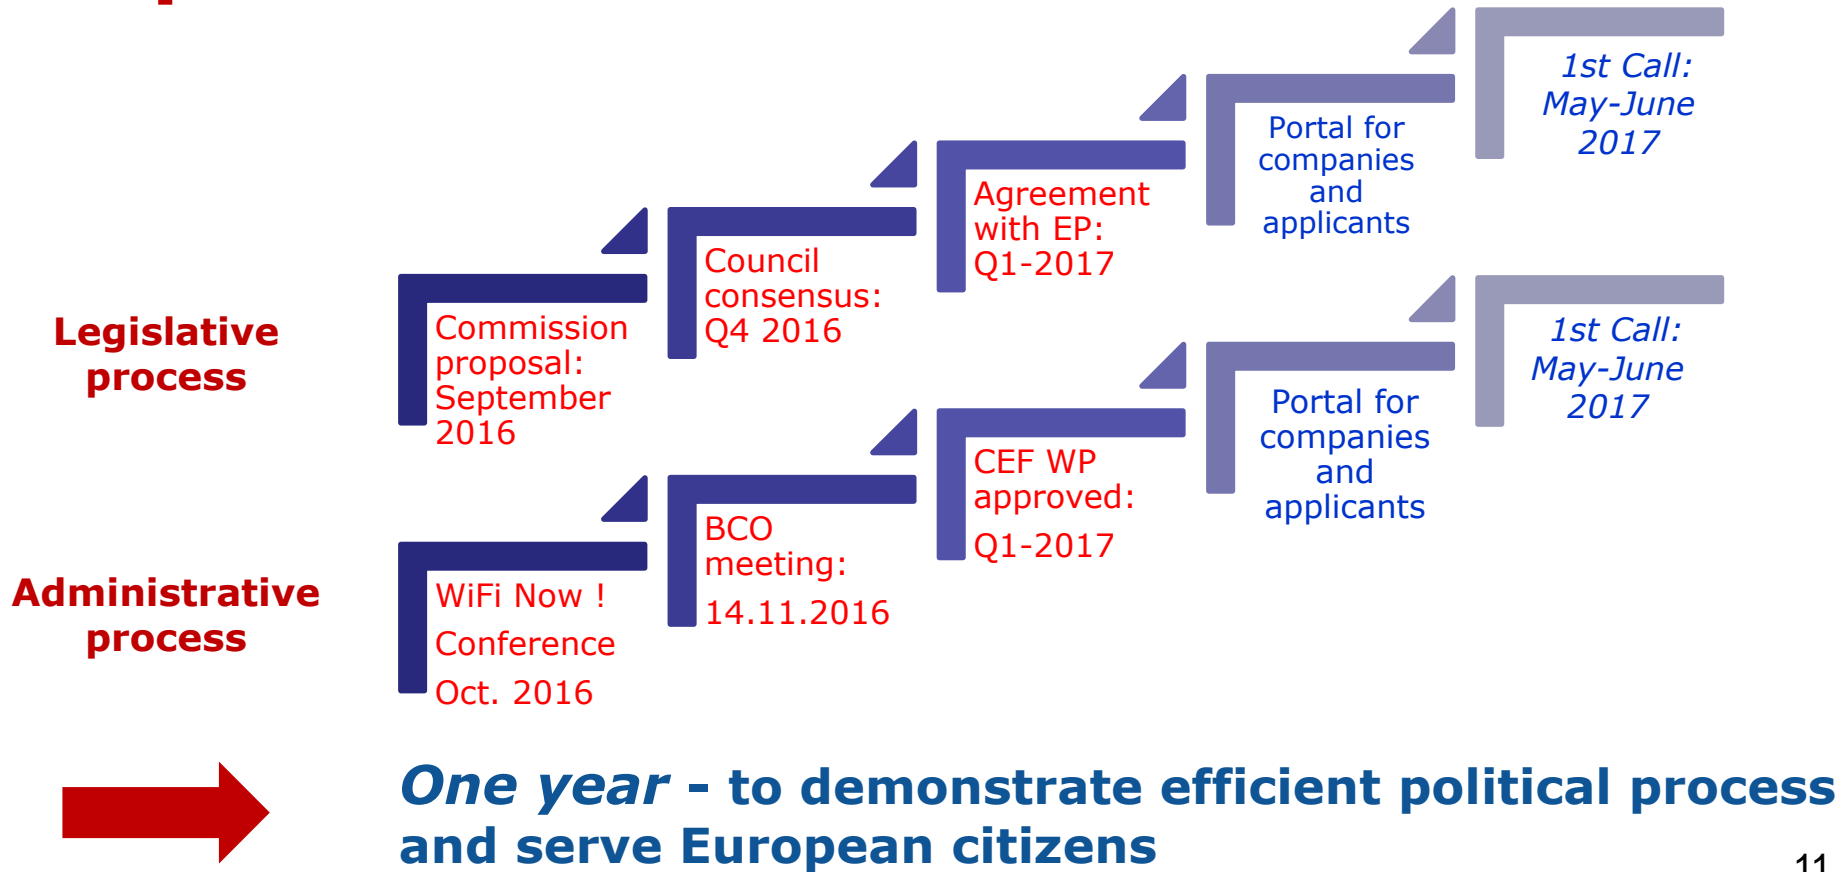 1st Call:
May-June
2017
Portal for
companies
and
applicants
Agreement
with EP:
Q1-2017
Council
consensus:
Q4 2016
Commission
proposal:
September
2016
Legislative
process
1st Call:
May-June
2017
Portal for
companies
and
applicants
CEF WP
approved:
Q1-2017
BCO
meeting:
14.11.2016
WiFi Now !
Conference
Oct. 2016
Administrative
process
One year - to demonstrate efficient political process
and serve European citizens
11